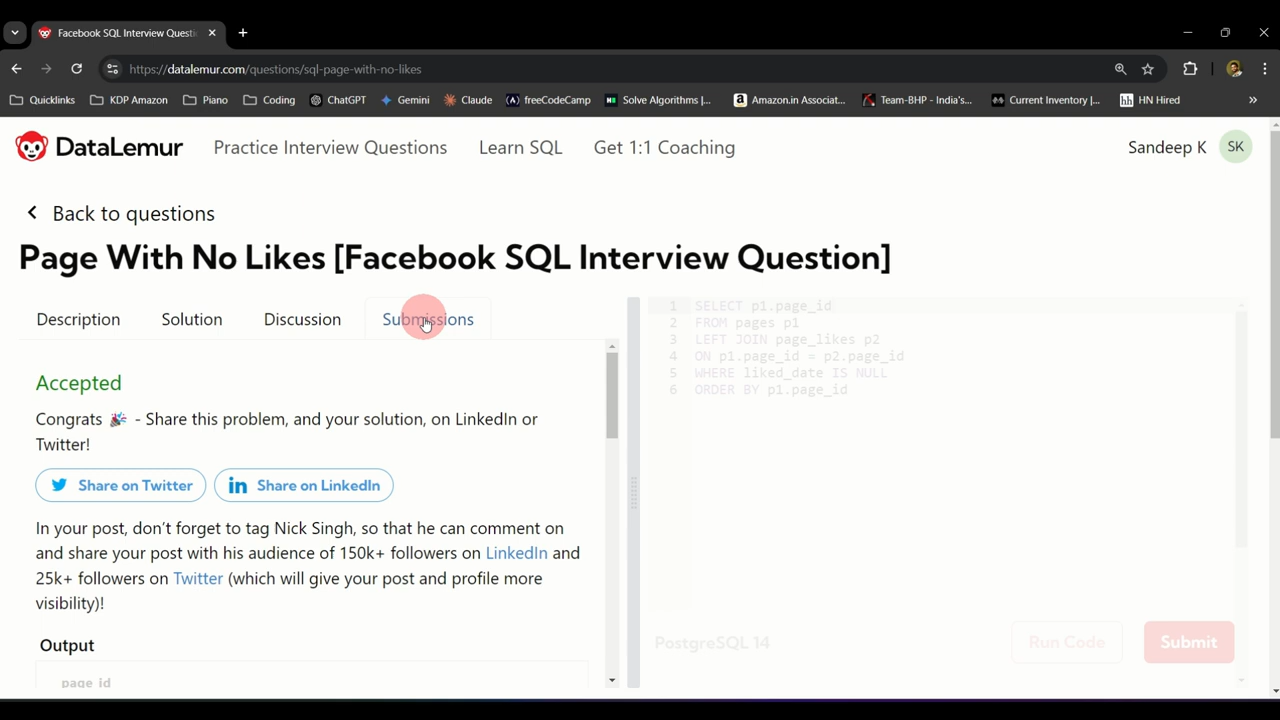 Facebook SQL Interview Questi
https://datalemur.com/questions/sql-page-with-no-likes
Quicklinks KDP Amazon Piano Coding ChatGPT Gemini Claude freeCodeCamp Solve Algorithms |... Amazon.in Associat... Team-BHP - India's... Current Inventory |... HN Hired
DataLemur Practice Interview Questions Learn SQL Get 1:1 Coaching Sandeep K SK
Back to questions
Page With No Likes [Facebook SQL Interview Question]
Description Solution Discussion Submissions
Accepted
Congrats 🎉 - Share this problem, and your solution, on LinkedIn or
Twitter!
Share on Twitter Share on LinkedIn
In your post, don't forget to tag Nick Singh, so that he can comment on
and share your post with his audience of 150k+ followers on LinkedIn and
25k+ followers on Twitter (which will give your post and profile more
visibility)!
Output
page_id
1 SELECT p1.page_id
2 FROM pages p1
3 LEFT JOIN page_likes p2
4 ON p1.page_id = p2.page_id
5 WHERE liked_date IS NULL
6 ORDER BY p1.page_id
PostgreSQL 14 Run Code Submit